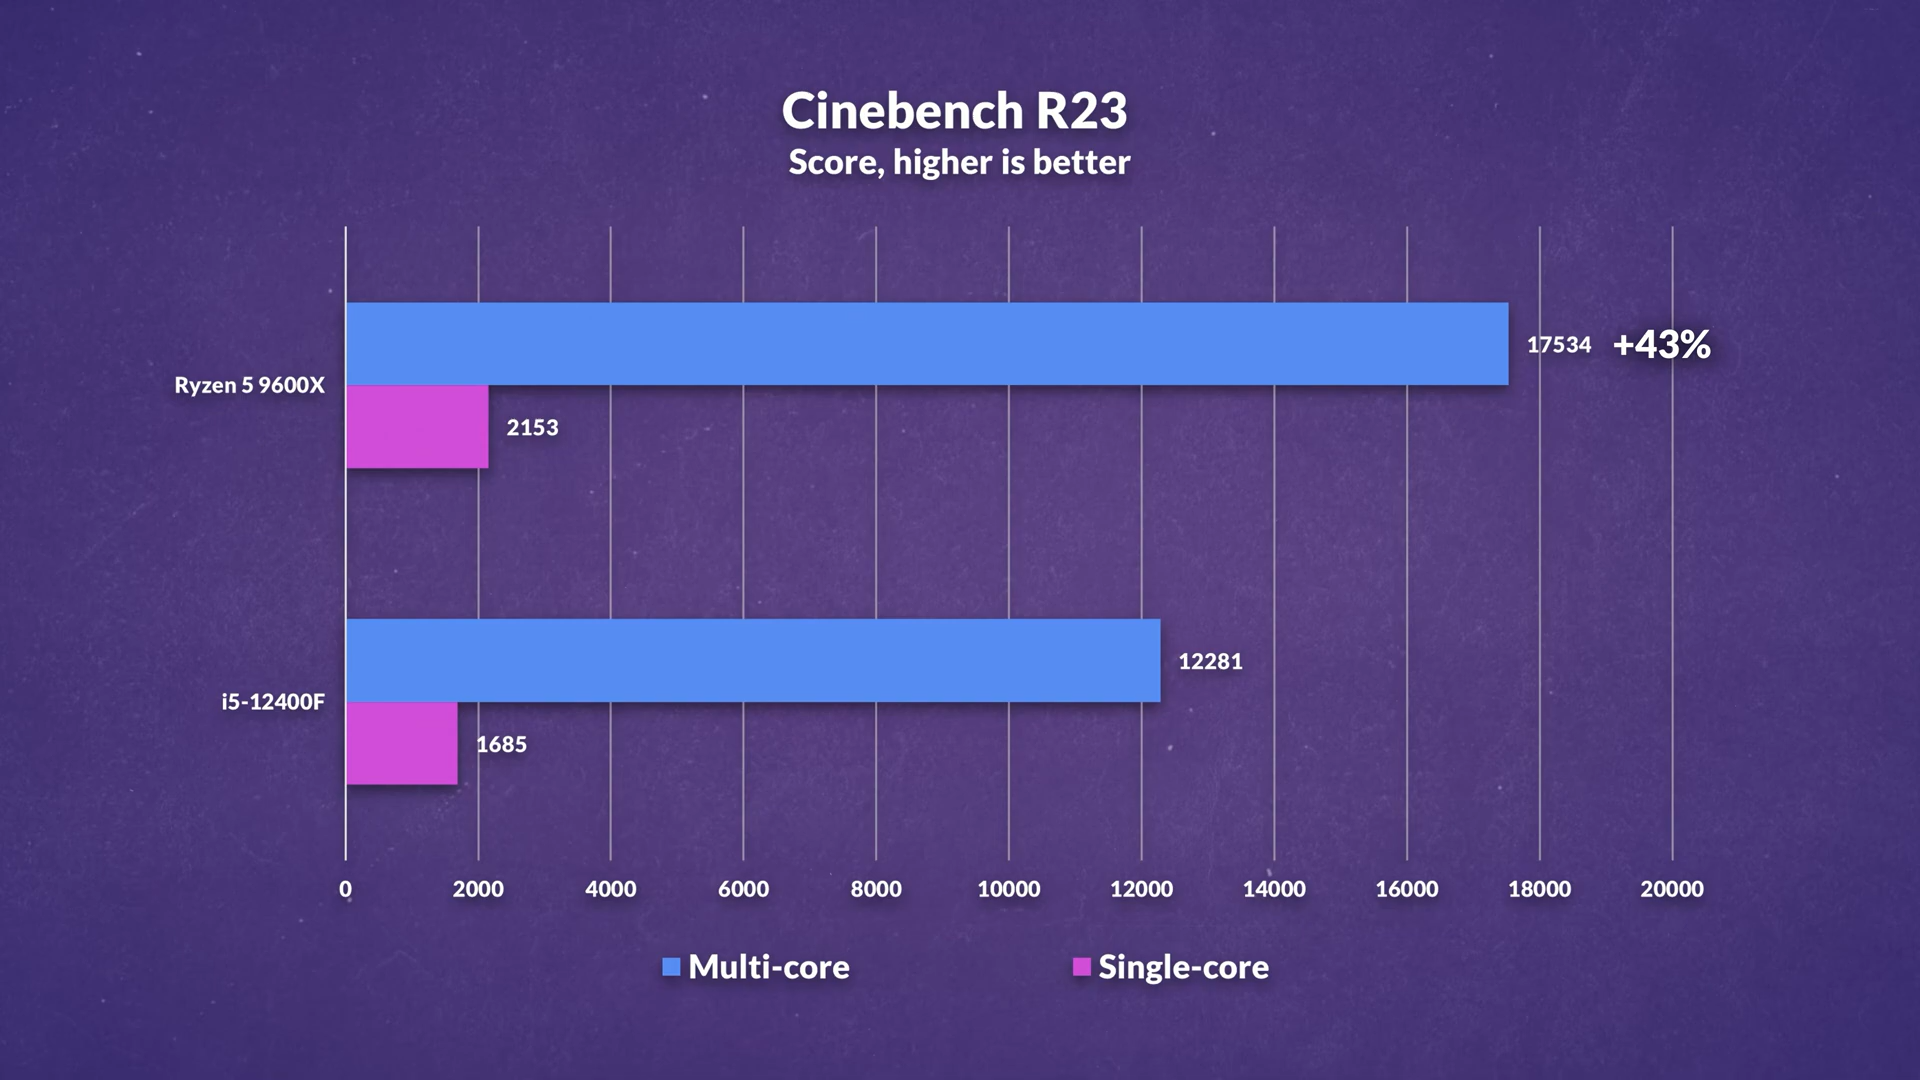 Cinebench R23
Score, higher is better
17534 +43%
Ryzen 5 9600X
2153
12281
i5-12400F
1685
0 2000 4000 6000 8000 10000 12000 14000 16000 18000 20000
Multi-core Single-core